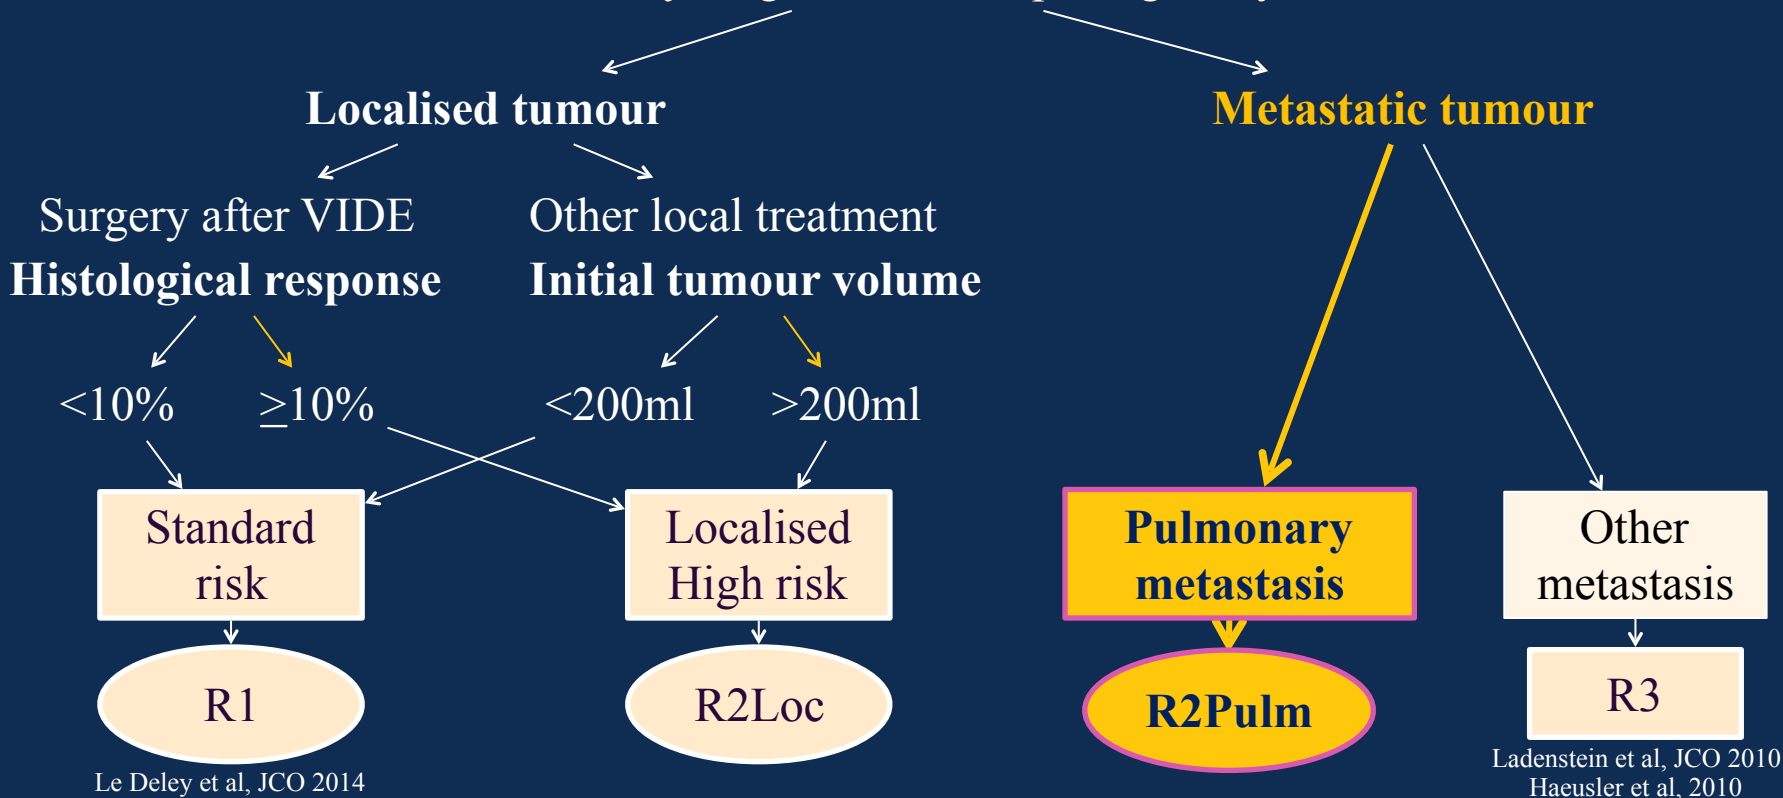 Localised tumour
Metastatic tumour
Surgery after VIDE
Histological response
Other local treatment
Initial tumour volume
<10%
≥10%
<200ml
>200ml
Standard
risk
Localised
High risk
Pulmonary
metastasis
Other
metastasis
R1
R2Loc
R2Pulm
R3
Le Deley et al, JCO 2014
Ladenstein et al, JCO 2010
Haeusler et al, 2010